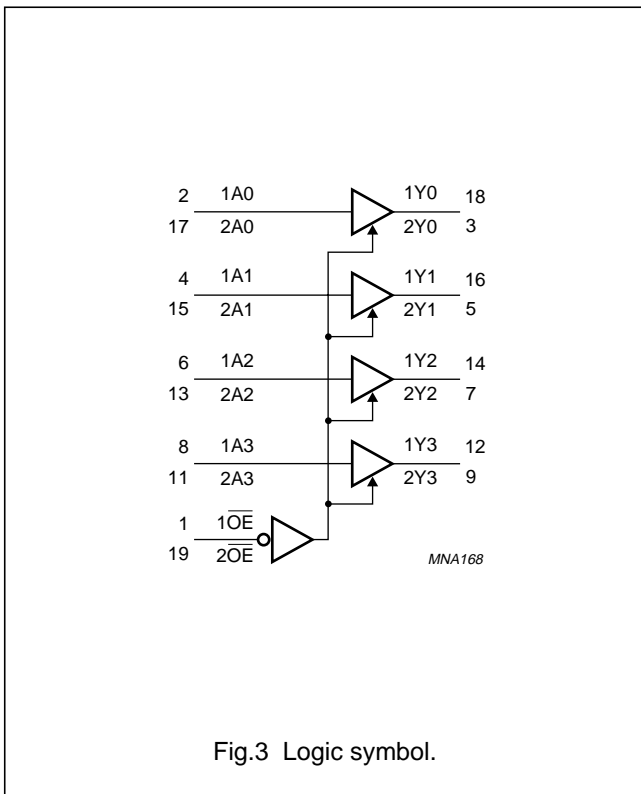 2 1A0 1Y0 18
17 2A0 2Y0 3
4 1A1 1Y1 16
15 2A1 2Y1 5
6 1A2 1Y2 14
13 2A2 2Y2 7
8 1A3 1Y3 12
11 2A3 2Y3 9
1 1O̅E̅
19 2O̅E̅
MNA168
Fig.3 Logic symbol.